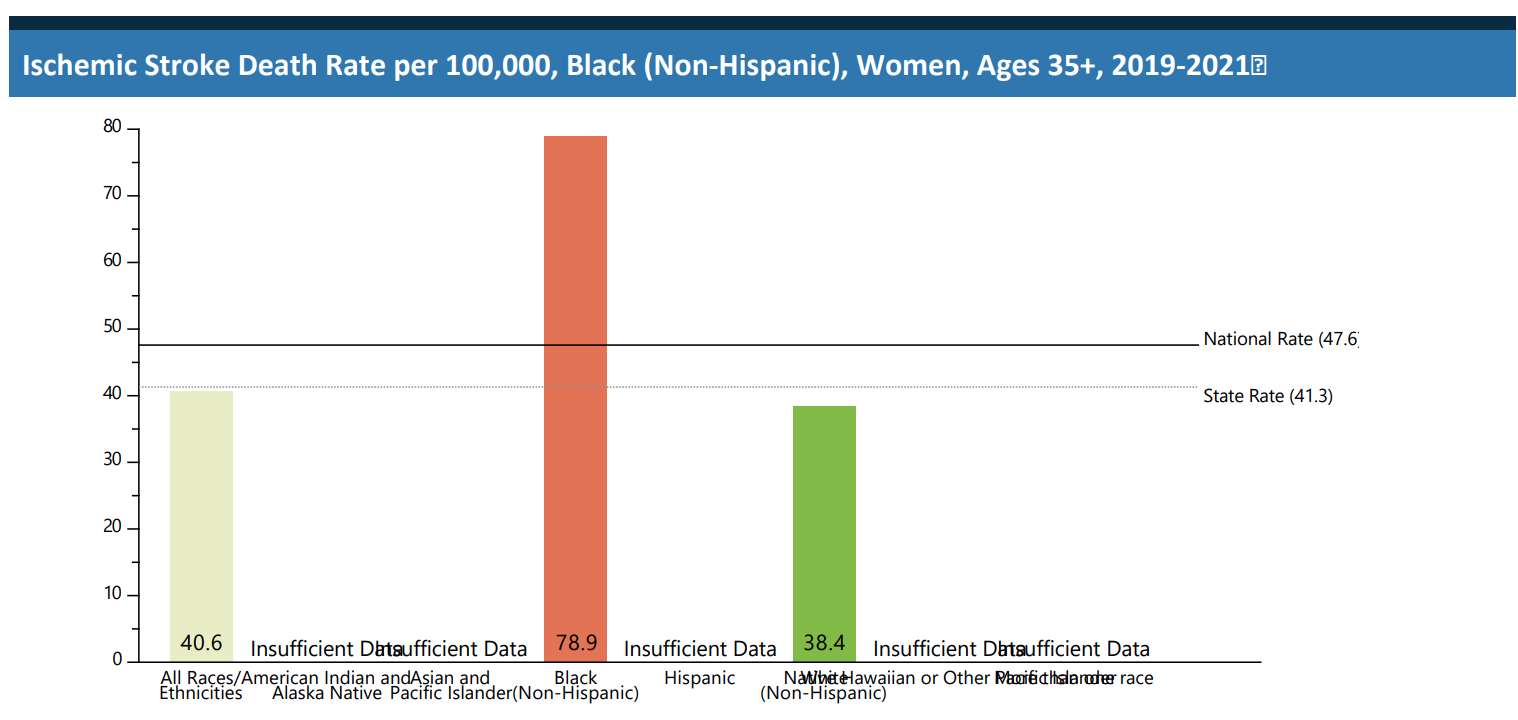 Ischemic Stroke Death Rate per 100,000, Black (Non-Hispanic), Women, Ages 35+, 2019-2021
80
70
60
50
40
30
20
10
0
National Rate (47.6)
State Rate (41.3)
40.6
Insufficient Data
Insufficient Data
78.9
Insufficient Data
38.4
Insufficient Data
Insufficient Data
All Races/
Ethnicities
American Indian and
Alaska Native
Asian and
Pacific Islander
Black
(Non-Hispanic)
Hispanic
White
(Non-Hispanic)
Native Hawaiian or Other Pacific Islander
More than one race